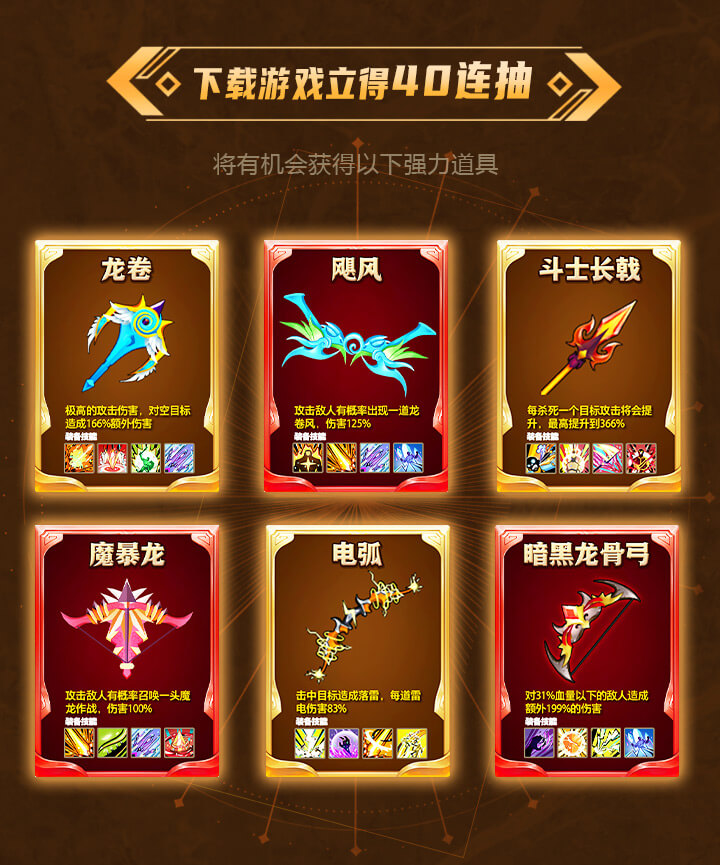 下载游戏立得40连抽
将有机会获得以下强力道具
龙卷
极高的攻击伤害，对空目标
造成166%额外伤害
装备技能
飓风
攻击敌人有概率出现一道龙
卷风，伤害125%
装备技能
斗士长戟
每杀死一个目标攻击将会提
升，最高提升到366%
装备技能
魔暴龙
攻击敌人有概率召唤一头魔
龙作战，伤害100%
装备技能
电弧
击中目标造成落雷，每道雷
电伤害83%
装备技能
暗黑龙骨弓
对31%血量以下的敌人造成
额外199%的伤害
装备技能